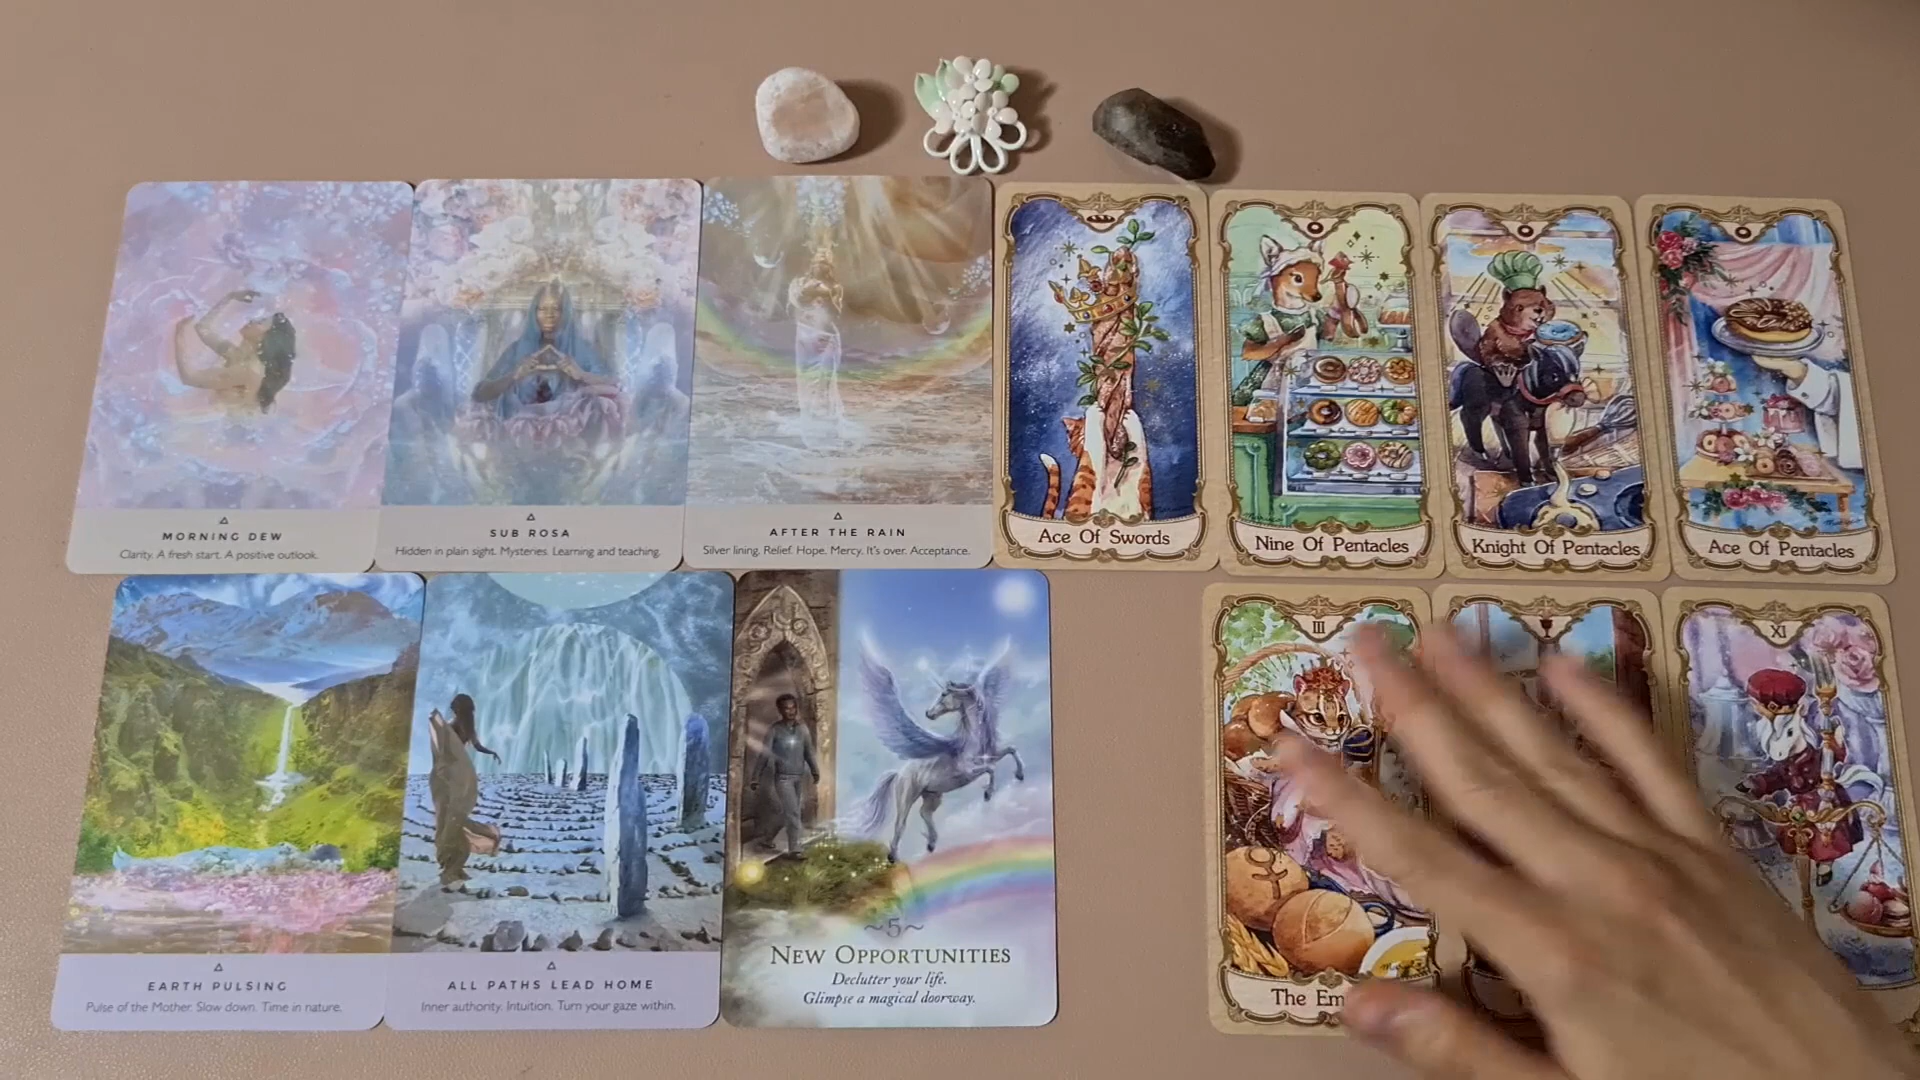 MORNING DEW
Clarity. A fresh start. A positive outlook.
SUB ROSA
Hidden in plain sight. Mysteries. Learning and teaching.
AFTER THE RAIN
Silver lining. Relief. Hope. Mercy. It's over. Acceptance.
Ace Of Swords
Nine Of Pentacles
Knight Of Pentacles
Ace Of Pentacles
EARTH PULSING
Pulse of the Mother. Slow down. Time in nature.
ALL PATHS LEAD HOME
Inner authority. Intuition. Turn your gaze within.
~5~
NEW OPPORTUNITIES
Declutter your life.
Glimpse a magical doorway.
III
The Em
XI